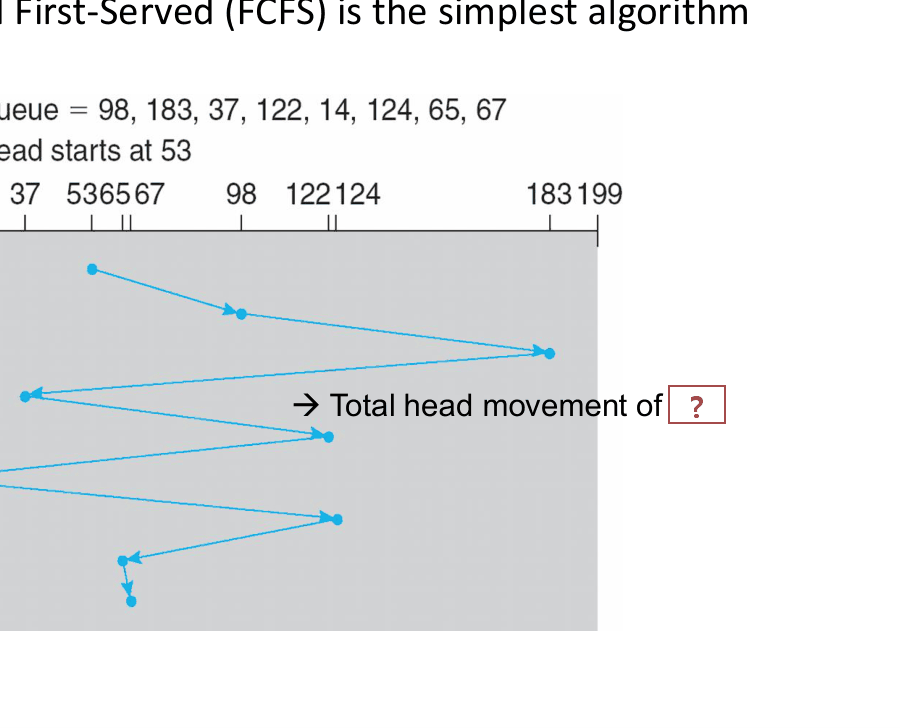 First-Served (FCFS) is the simplest algorithm
ueue = 98, 183, 37, 122, 14, 124, 65, 67
ead starts at 53
37 53 65 67 98 122 124 183 199
→ Total head movement of ?